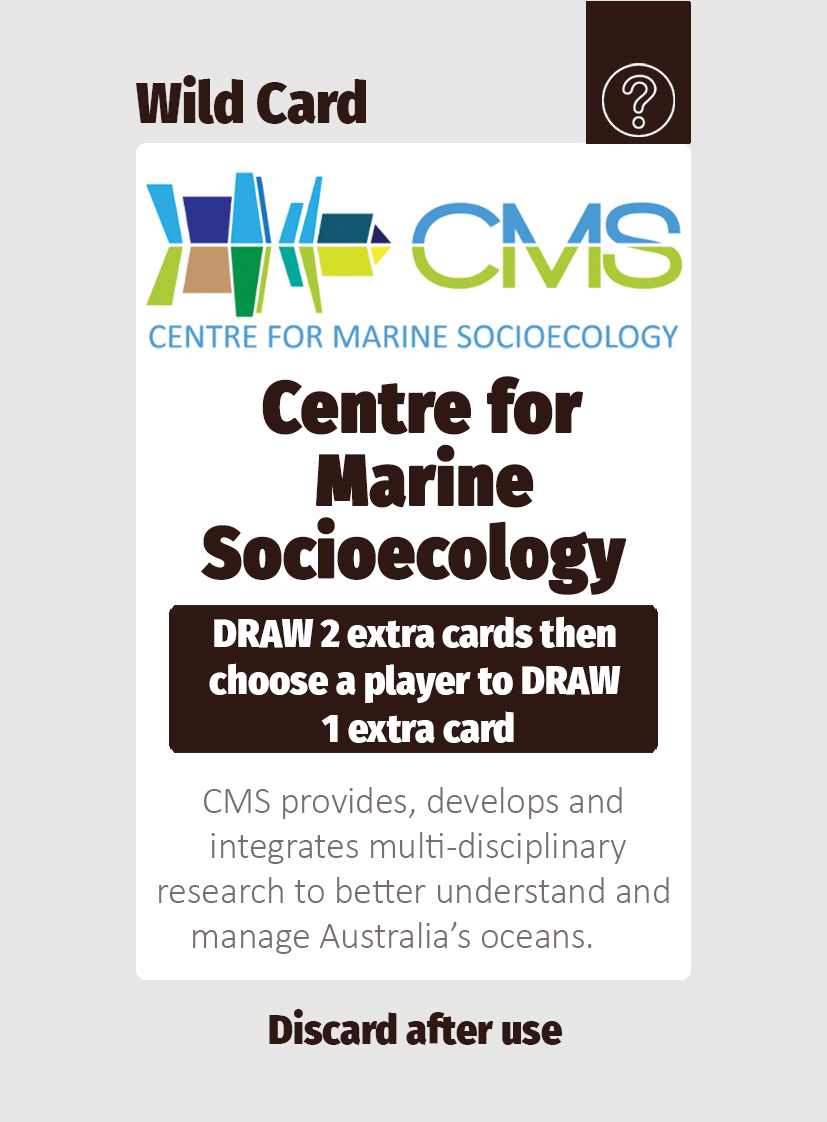 Wild Card
?
CMS
CENTRE FOR MARINE SOCIOECOLOGY
Centre for
Marine
Socioecology
DRAW 2 extra cards then
choose a player to DRAW
1 extra card
CMS provides, develops and
integrates multi-disciplinary
research to better understand and
manage Australia’s oceans.
Discard after use